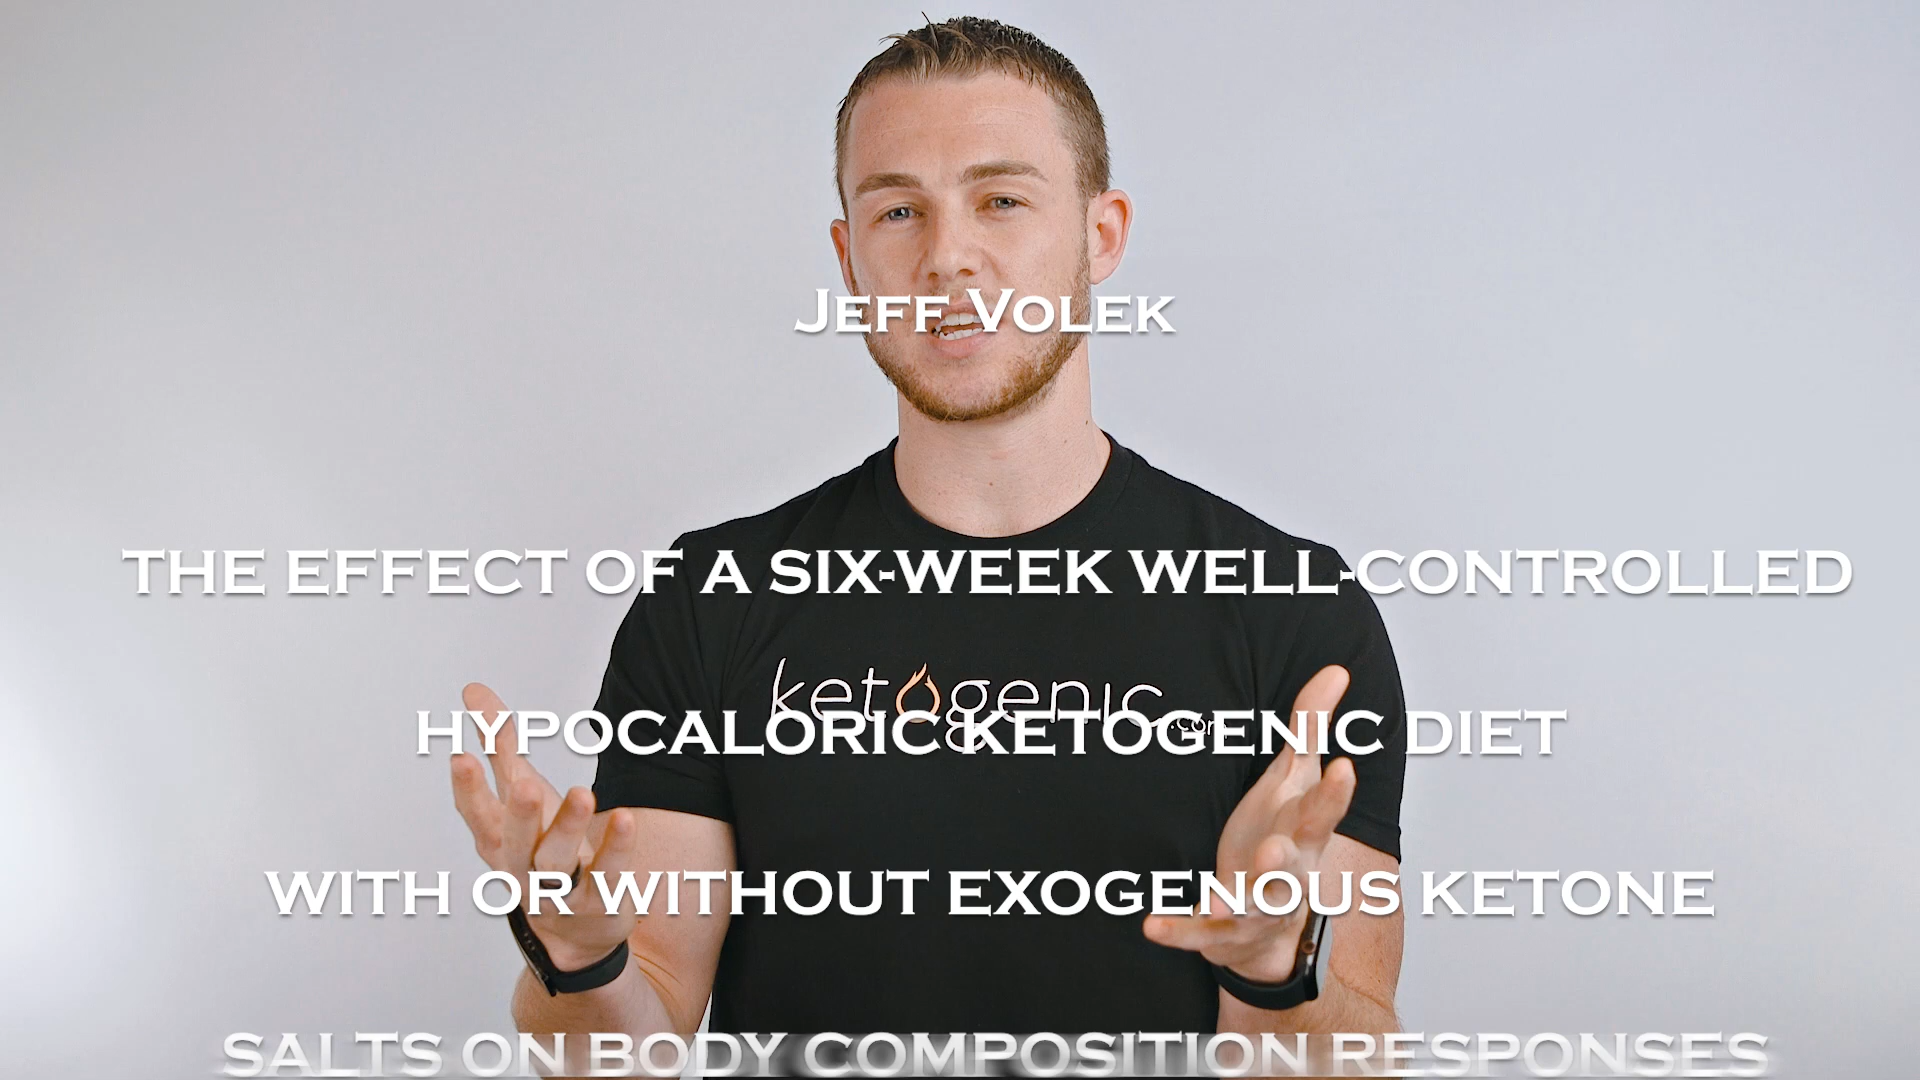 Jeff Volek
THE EFFECT OF A SIX-WEEK WELL-CONTROLLED
ketogenic.com
HYPOCALORIC KETOGENIC DIET
WITH OR WITHOUT EXOGENOUS KETONE
SALTS ON BODY COMPOSITION RESPONSES